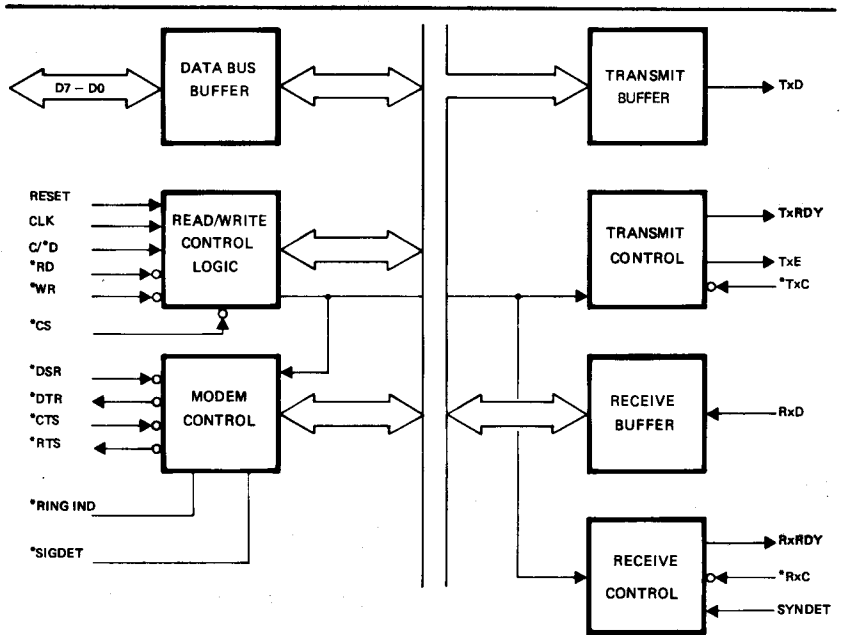 D7 – D0
DATA BUS
BUFFER
TRANSMIT
BUFFER
TxD
RESET
CLK
C/*D
*RD
*WR
*CS
READ/WRITE
CONTROL
LOGIC
TRANSMIT
CONTROL
TxRDY
TxE
*TxC
*DSR
*DTR
*CTS
*RTS
*RING IND
*SIGDET
MODEM
CONTROL
RECEIVE
BUFFER
RxD
RECEIVE
CONTROL
RxRDY
*RxC
SYNDET